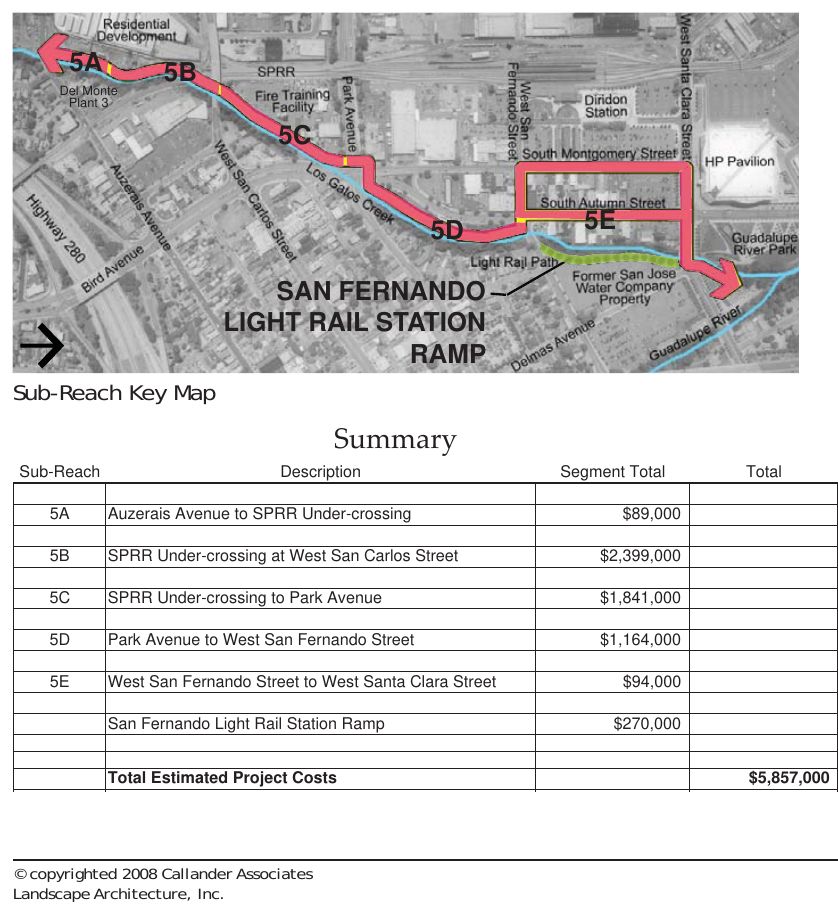 Residential
Development
5A
5B
Del Monte
Plant 3
SPRR
Fire Training
Facility
Park Avenue
5C
West San
Fernando Street
Diridon
Station
West Santa Clara Street
South Montgomery Street
HP Pavilion
South Autumn Street
5E
5D
Auzerais Avenue
West San Carlos Street
Los Gatos Creek
Highway 280
Bird Avenue
Light Rail Path
Former San Jose
Water Company
Property
Guadalupe
River Park
Guadalupe River
Delmas Avenue
SAN FERNANDO
LIGHT RAIL STATION
RAMP
Sub-Reach Key Map
Summary
Sub-Reach Description Segment Total Total
5A Auzerais Avenue to SPRR Under-crossing $89,000
5B SPRR Under-crossing at West San Carlos Street $2,399,000
5C SPRR Under-crossing to Park Avenue $1,841,000
5D Park Avenue to West San Fernando Street $1,164,000
5E West San Fernando Street to West Santa Clara Street $94,000
San Fernando Light Rail Station Ramp $270,000
Total Estimated Project Costs $5,857,000
© copyrighted 2008 Callander Associates
Landscape Architecture, Inc.